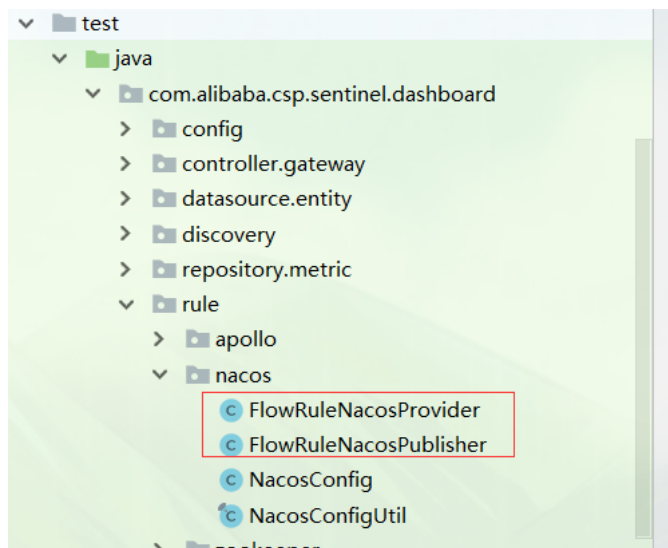 test
java
com.alibaba.csp.sentinel.dashboard
config
controller.gateway
datasource.entity
discovery
repository.metric
rule
apollo
nacos
C FlowRuleNacosProvider
C FlowRuleNacosPublisher
C NacosConfig
C NacosConfigUtil